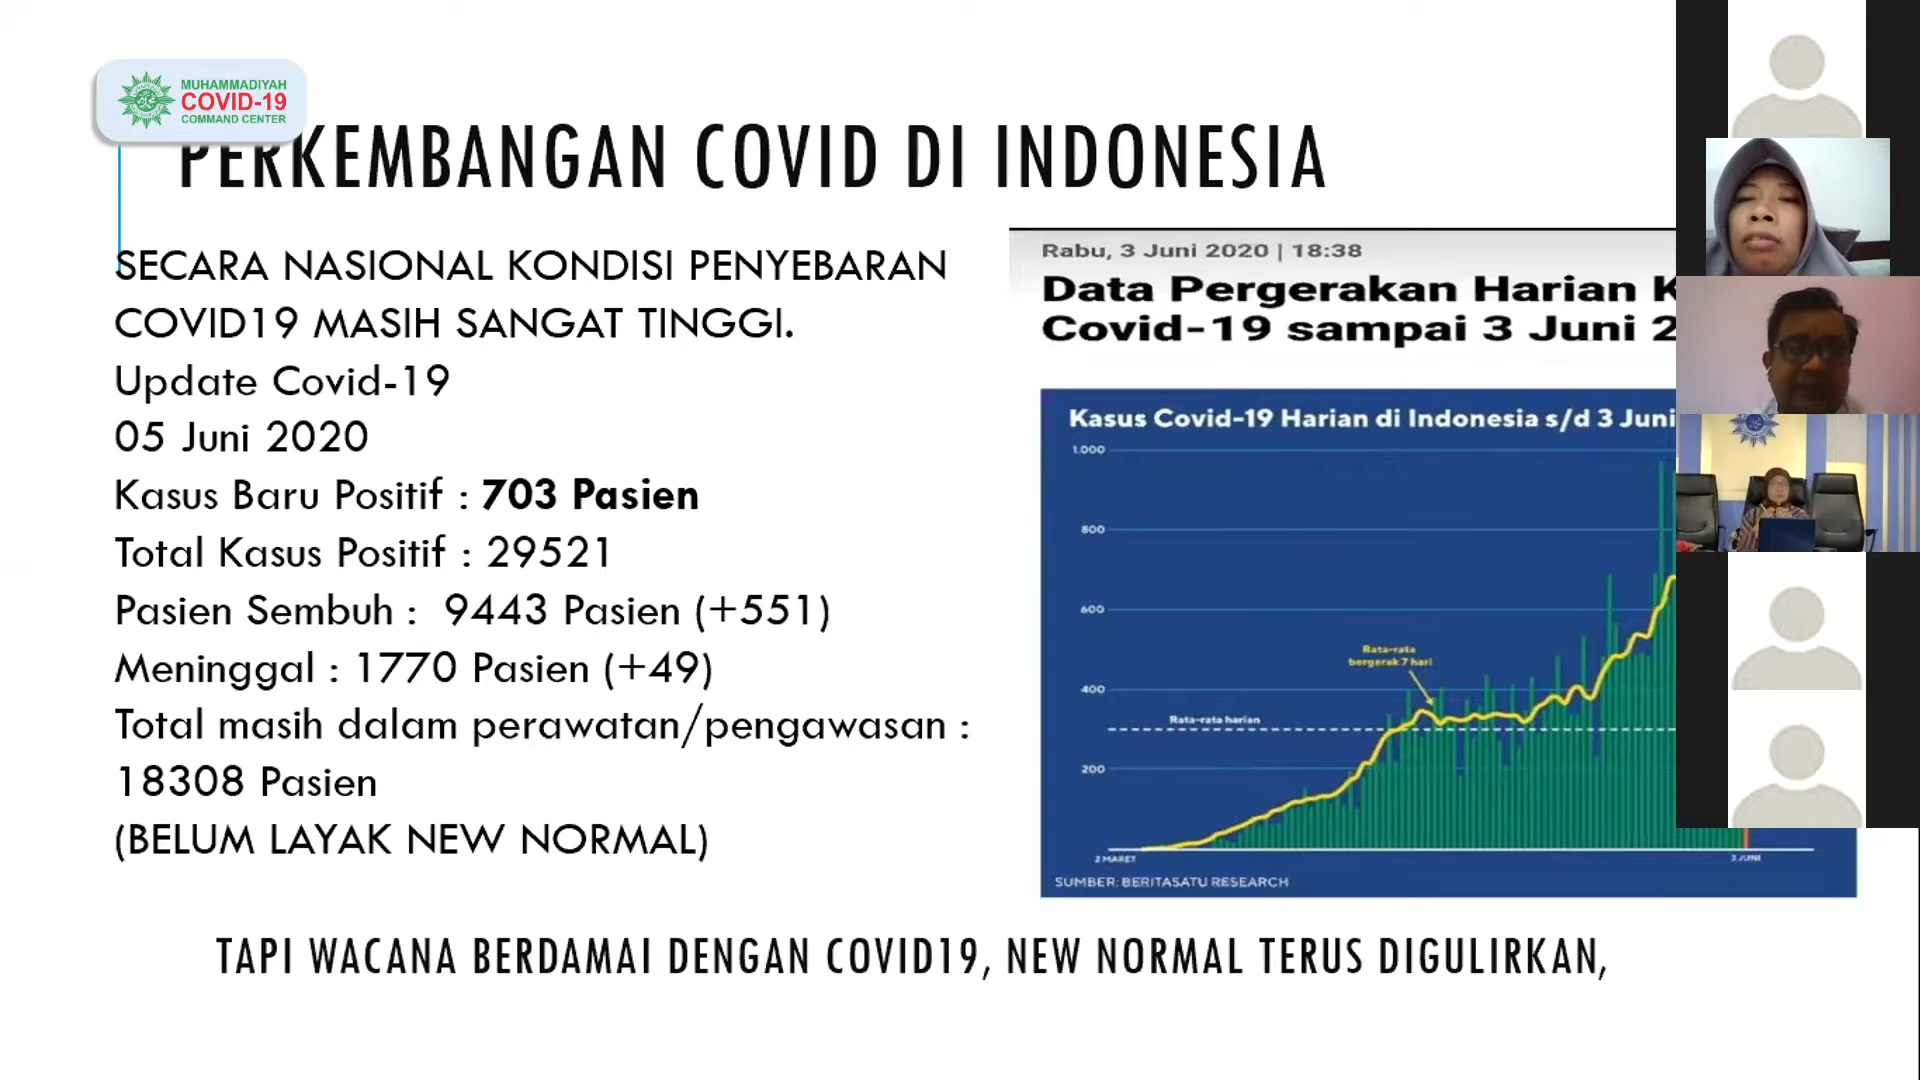 MUHAMMADIYAH
COVID-19
COMMAND CENTER
PERKEMBANGAN COVID DI INDONESIA
SECARA NASIONAL KONDISI PENYEBARAN
COVID19 MASIH SANGAT TINGGI.
Update Covid-19
05 Juni 2020
Kasus Baru Positif : 703 Pasien
Total Kasus Positif : 29521
Pasien Sembuh :  9443 Pasien (+551)
Meninggal : 1770 Pasien (+49)
Total masih dalam perawatan/pengawasan :
18308 Pasien
(BELUM LAYAK NEW NORMAL)
Rabu, 3 Juni 2020 | 18:38
Data Pergerakan Harian
Covid-19 sampai 3 Juni
Kasus Covid-19 Harian di Indonesia s/d 3 Juni
1.000
800
600
400
200
Rata-rata
bergerak 7 hari
Rata-rata harian
2 MARET
3 JUNI
SUMBER: BERITASATU RESEARCH
TAPI WACANA BERDAMAI DENGAN COVID19, NEW NORMAL TERUS DIGULIRKAN,